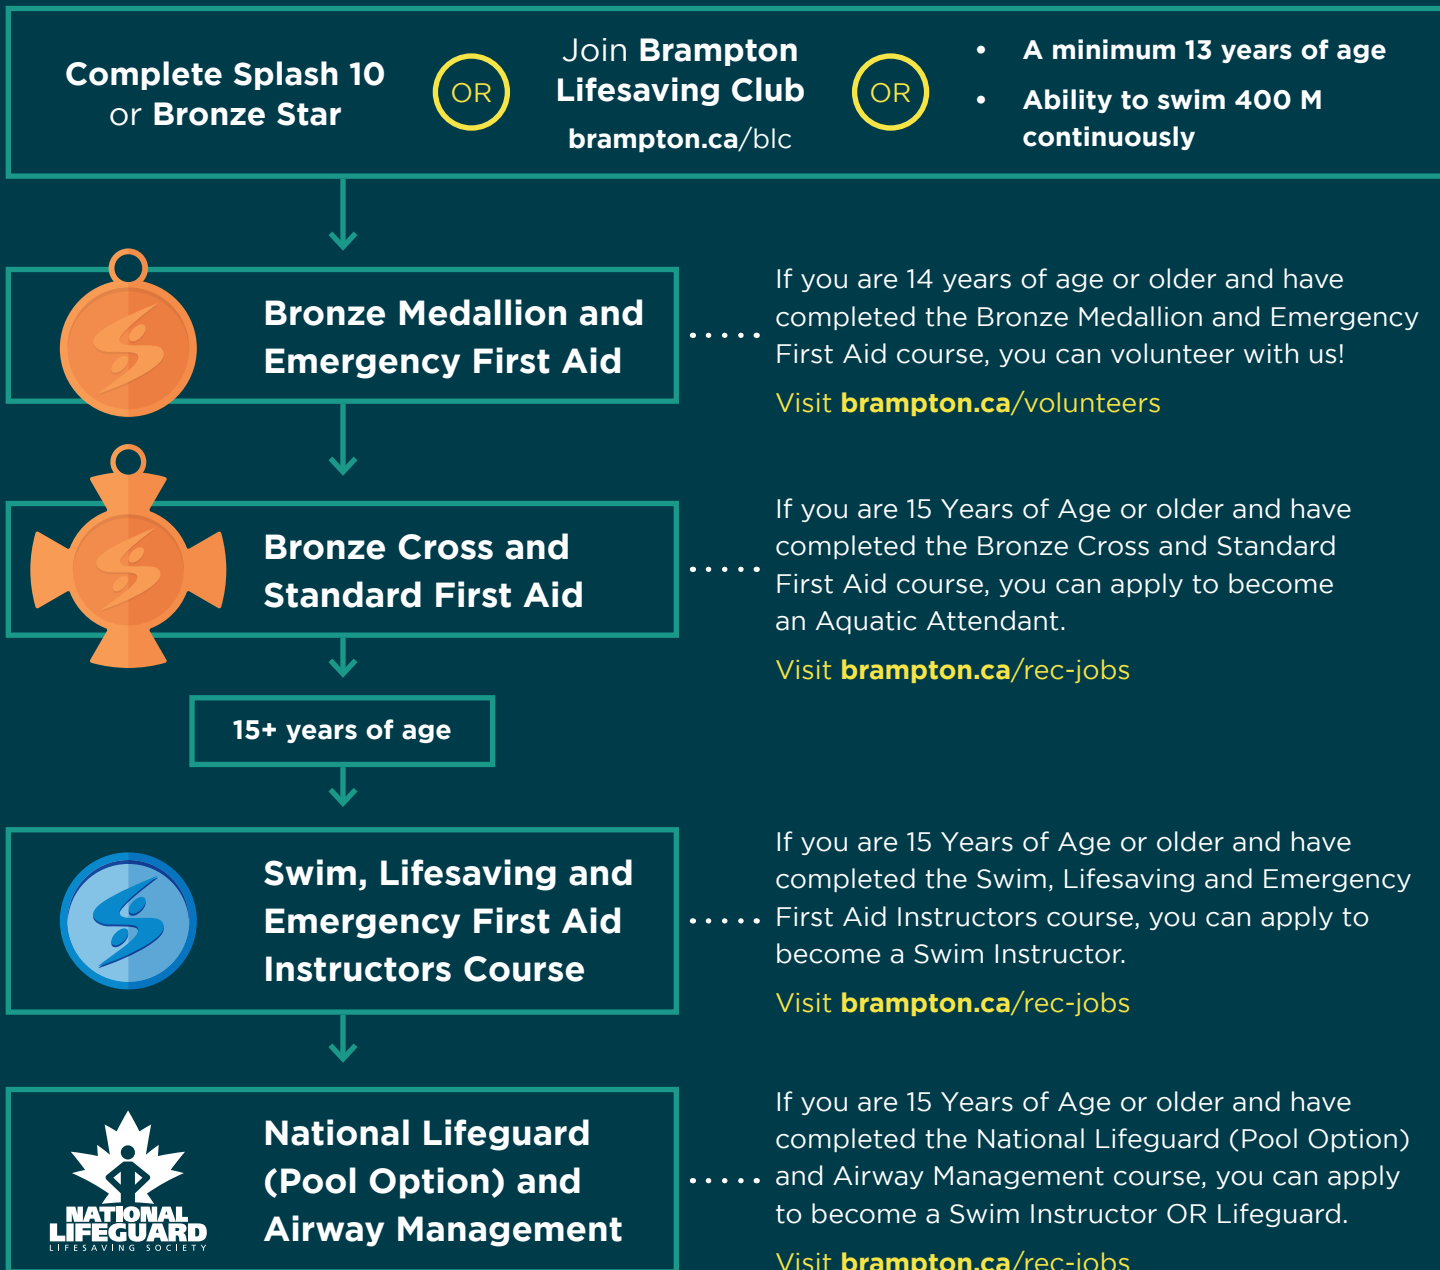 Complete Splash 10
or Bronze Star
OR
Join Brampton
Lifesaving Club
brampton.ca/blc
OR
• A minimum 13 years of age
• Ability to swim 400 M
continuously
Bronze Medallion and
Emergency First Aid
If you are 14 years of age or older and have
completed the Bronze Medallion and Emergency
First Aid course, you can volunteer with us!
Visit brampton.ca/volunteers
Bronze Cross and
Standard First Aid
If you are 15 Years of Age or older and have
completed the Bronze Cross and Standard
First Aid course, you can apply to become
an Aquatic Attendant.
Visit brampton.ca/rec-jobs
15+ years of age
Swim, Lifesaving and
Emergency First Aid
Instructors Course
If you are 15 Years of Age or older and have
completed the Swim, Lifesaving and Emergency
First Aid Instructors course, you can apply to
become a Swim Instructor.
Visit brampton.ca/rec-jobs
NATIONAL
LIFEGUARD
LIFESAVING SOCIETY
National Lifeguard
(Pool Option) and
Airway Management
If you are 15 Years of Age or older and have
completed the National Lifeguard (Pool Option)
and Airway Management course, you can apply
to become a Swim Instructor OR Lifeguard.
Visit brampton.ca/rec-jobs